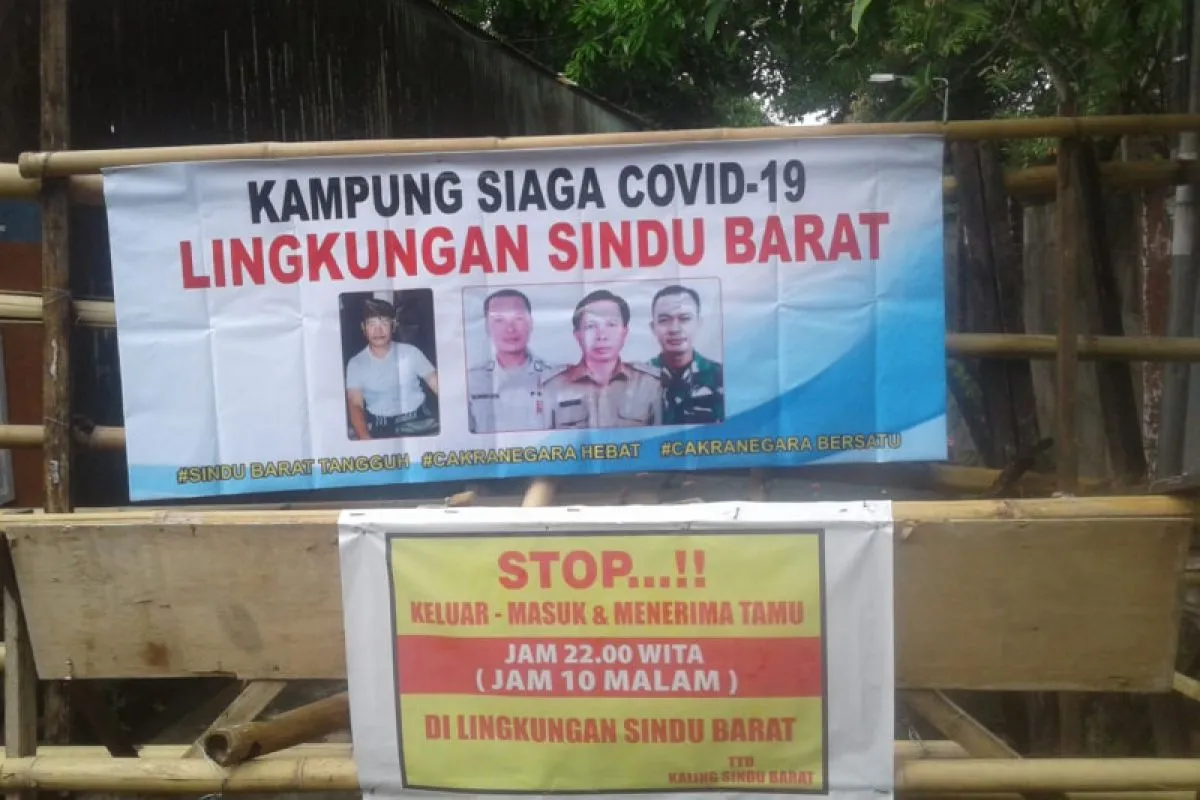 KAMPUNG SIAGA COVID-19
LINGKUNGAN SINDU BARAT
#SINDU BARAT TANGGUH #CAKRANEGARA HEBAT #CAKRANEGARA BERSATU
STOP...!!
KELUAR - MASUK & MENERIMA TAMU
JAM 22.00 WITA
( JAM 10 MALAM )
DI LINGKUNGAN SINDU BARAT
TTD
KALING SINDU BARAT